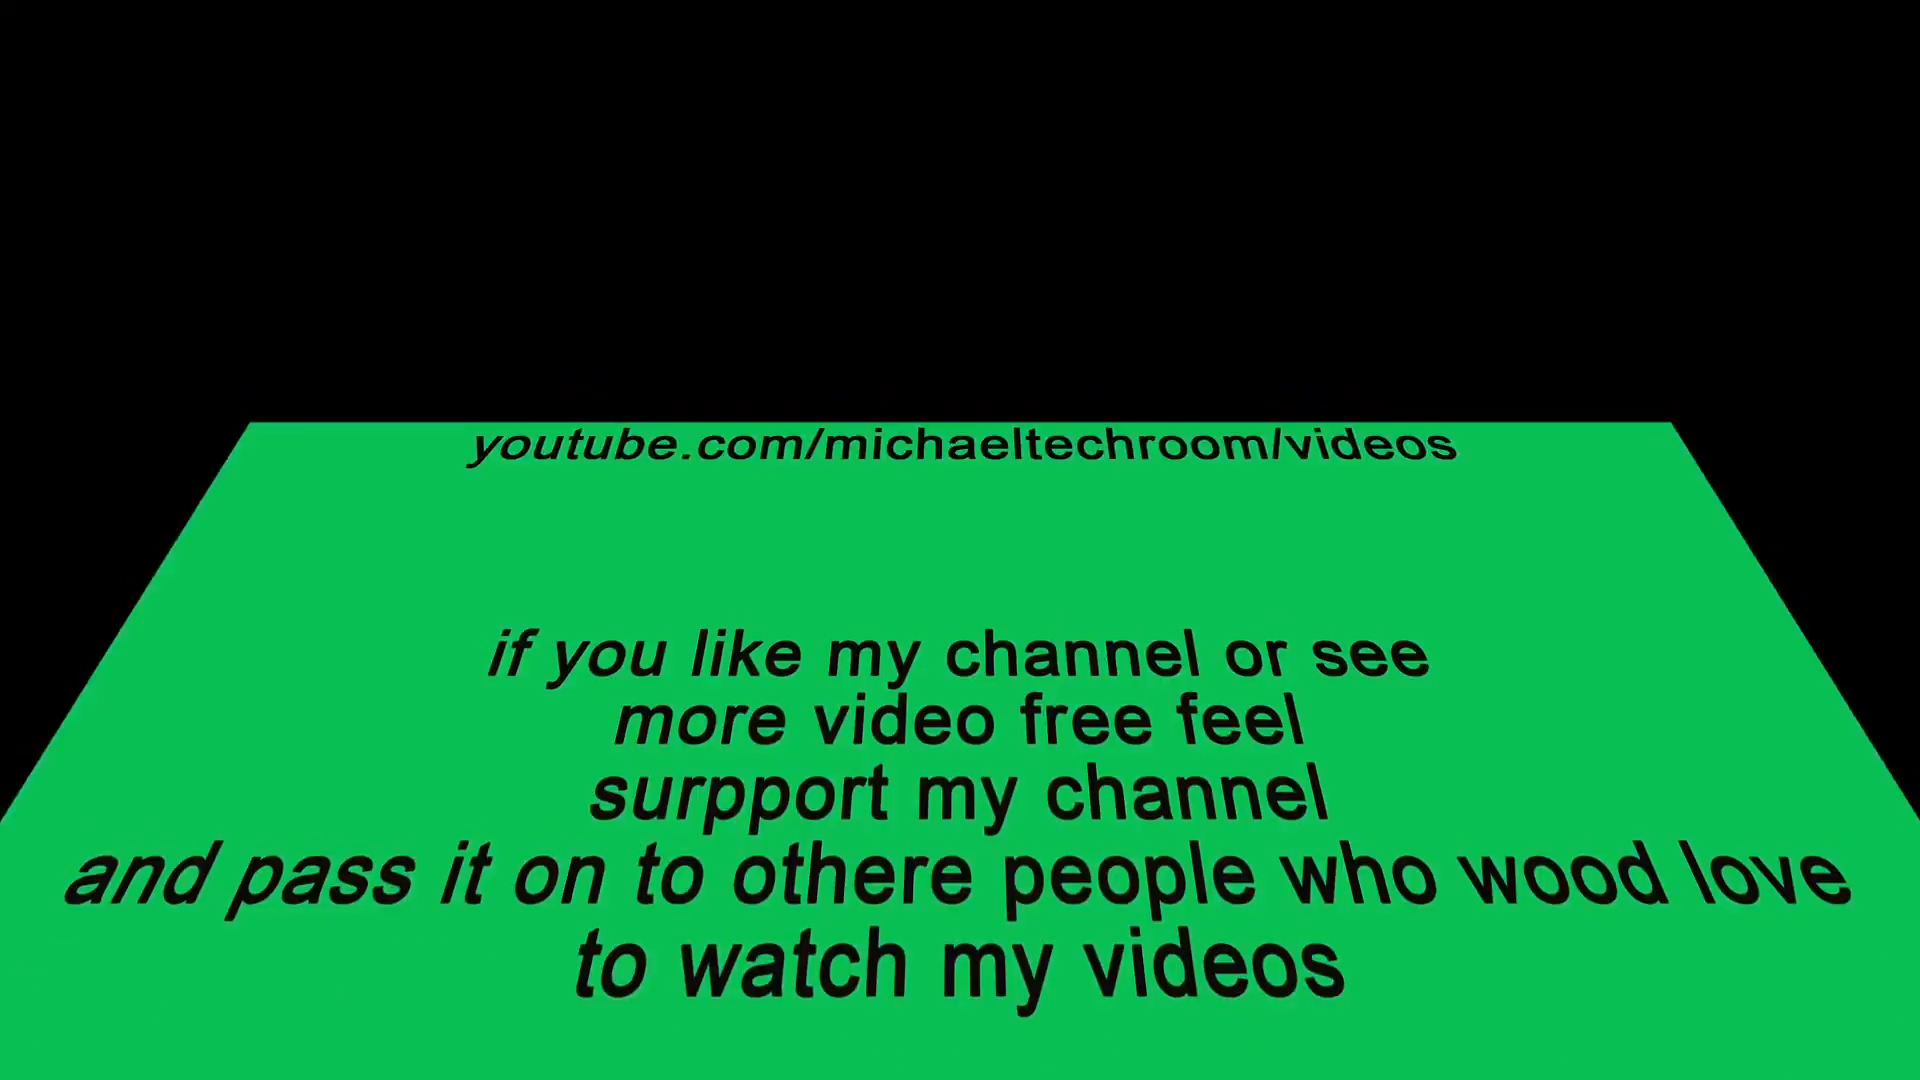 youtube.com/michaeltechroom/videos
if you like my channel or see
more video free feel
surpport my channel
and pass it on to othere people who wood love
to watch my videos